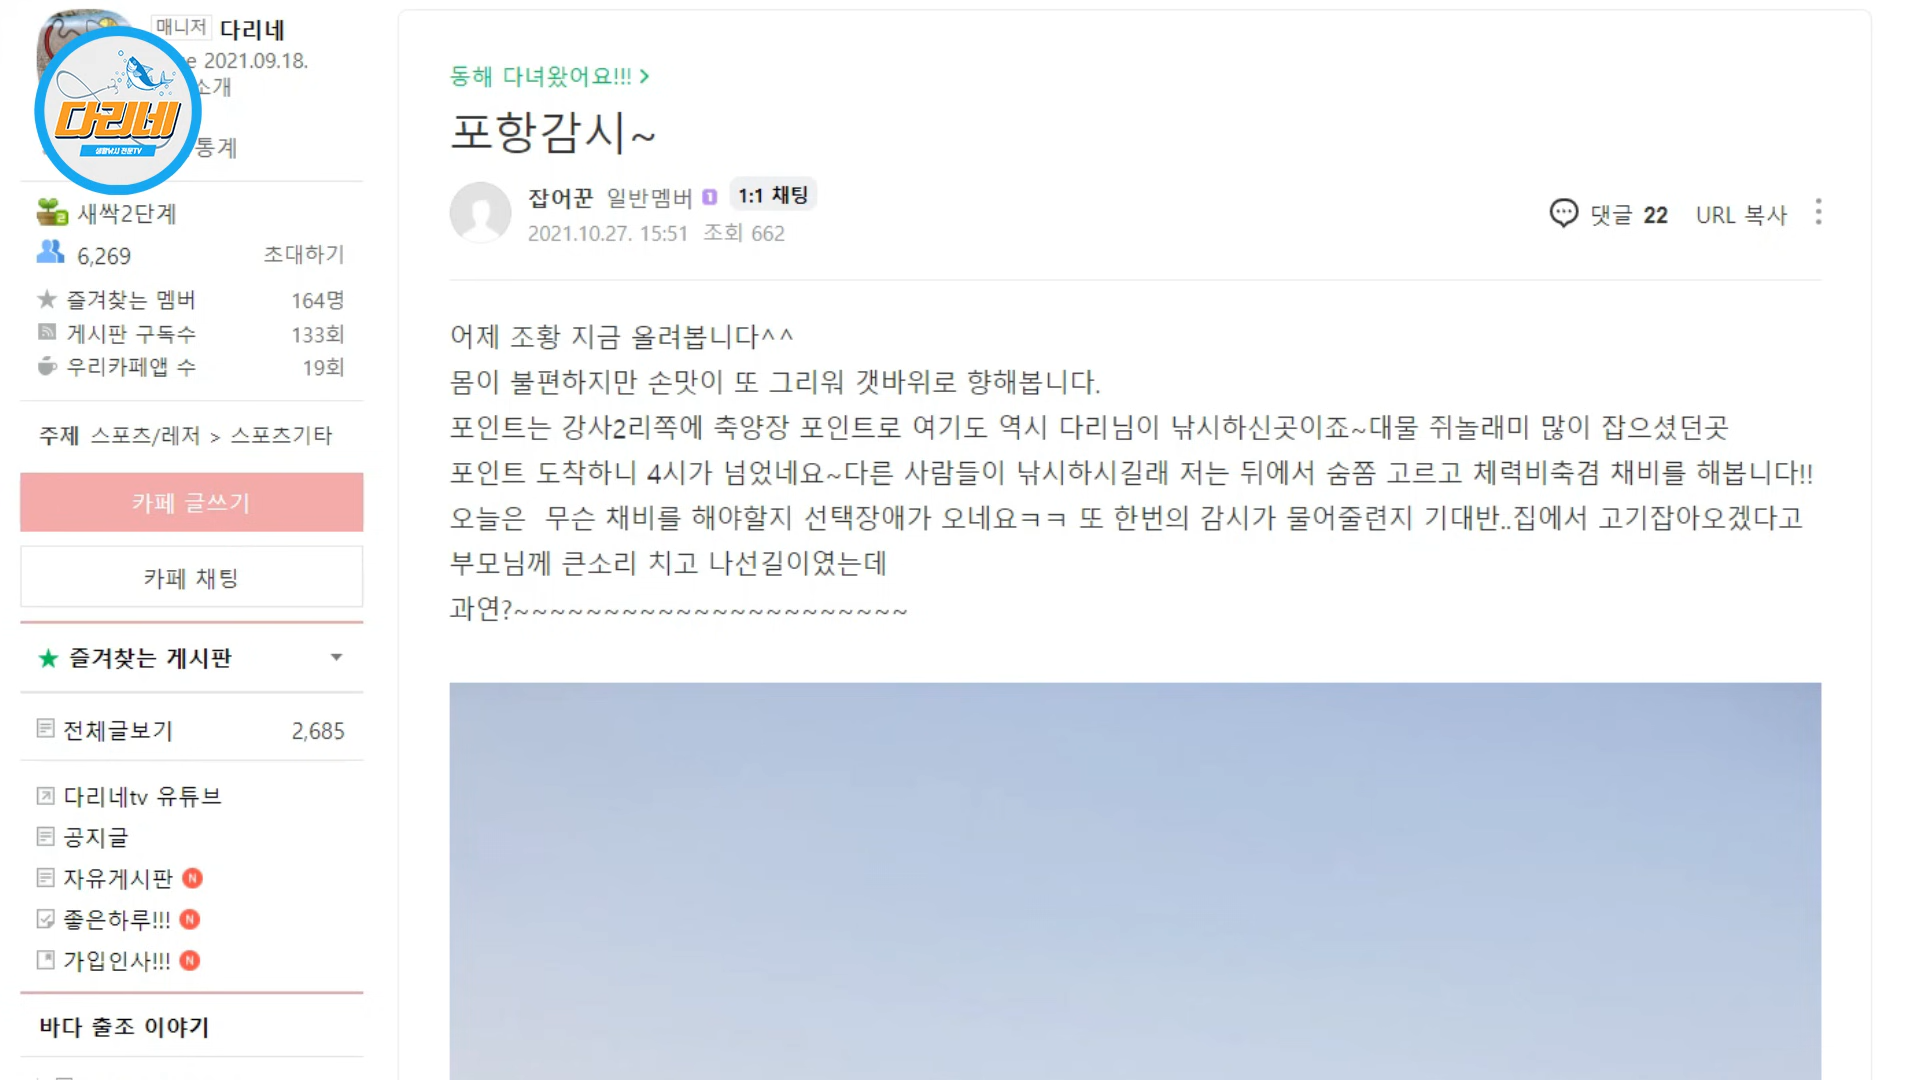 매니저 다리네
e 2021.09.18.
소개
다리네
생활낚시 전문TV
통계
새싹2단계
6,269 초대하기
즐겨찾는 멤버 164명
게시판 구독수 133회
우리카페앱 수 19회
주제 스포츠/레저 > 스포츠기타
카페 글쓰기
카페 채팅
즐겨찾는 게시판
전체글보기 2,685
다리네tv 유튜브
공지글
자유게시판 N
좋은하루!!! N
가입인사!!! N
바다 출조 이야기
동해 다녀왔어요!!! >
포항감시~
잡어꾼 일반멤버 1 1:1 채팅
2021.10.27. 15:51 조회 662
댓글 22 URL 복사
어제 조황 지금 올려봅니다^^
몸이 불편하지만 손맛이 또 그리워 갯바위로 향해봅니다.
포인트는 강사2리쪽에 축양장 포인트로 여기도 역시 다리님이 낚시하신곳이죠~대물 쥐놀래미 많이 잡으셨던곳
포인트 도착하니 4시가 넘었네요~다른 사람들이 낚시하시길래 저는 뒤에서 숨쫌 고르고 체력비축겸 채비를 해봅니다!!
오늘은 무슨 채비를 해야할지 선택장애가 오네요ㅋㅋ 또 한번의 감시가 물어줄련지 기대반..집에서 고기잡아오겠다고
부모님께 큰소리 치고 나선길이였는데
과연?~~~~~~~~~~~~~~~~~~~~~~